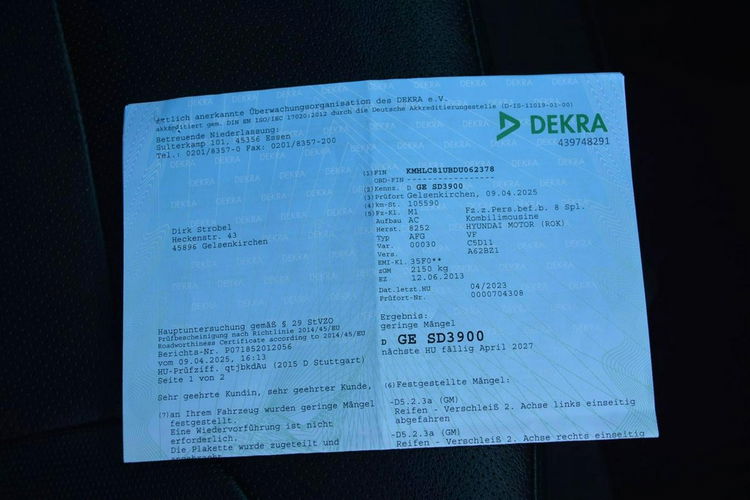 amtlich anerkannte Überwachungsorganisation des DEKRA e.V.
akkreditiert gem. DIN EN ISO/IEC 17020:2012 durch die Deutsche Akkreditierungsstelle (D-IS-11019-01-00)
Betreuende Niederlassung:
Sulterkamp 101, 45356 Essen
Tel.: 0201/8357-0 Fax: 0201/8357-200
DEKRA
439748291
Dirk Strobel
Heckenstr. 43
45896 Gelsenkirchen
(1) FIN KMHLC81UBDU062378
OBD-FIN -----------------
(2) Kennz. D GE SD3900
(3) Prüfort Gelsenkirchen, 09.04.2025
(4) km-St. 105590
(5) Fz-Kl. M1 Fz.z.Pers.bef.b. 8 Spl.
Aufbau AC Kombilimousine
Herst. 8252 HYUNDAI MOTOR (ROK)
Typ AFG VF
Var. 00030 C5D11
Vers. A62BZ1
EMI-Kl. 35F0**
zGM 2150 kg
EZ 12.06.2013
Dat.letzt.HU 04/2023
Prüfort-Nr. 0000704308
Ergebnis:
geringe Mängel
D GE SD3900
nächste HU fällig April 2027
Hauptuntersuchung gemäß § 29 StVZO
Prüfbescheinigung nach Richtlinie 2014/45/EU
Roadworthiness Certificate according to 2014/45/EU
Berichts-Nr. P071852012056
vom 09.04.2025, 16:13
HU-Prüfziff. qtjbkdAu (2015 D Stuttgart)
Seite 1 von 2
Sehr geehrte Kundin, sehr geehrter Kunde,
(7) an Ihrem Fahrzeug wurden geringe Mängel
festgestellt.
Eine Wiedervorführung ist nicht
erforderlich.
Die Plakette wurde zugeteilt und
angebracht.
(6) Festgestellte Mängel:
-D5.2.3a (GM)
Reifen - Verschleiß 2. Achse links einseitig
abgefahren
-D5.2.3a (GM)
Reifen - Verschleiß 2. Achse rechts einseitig